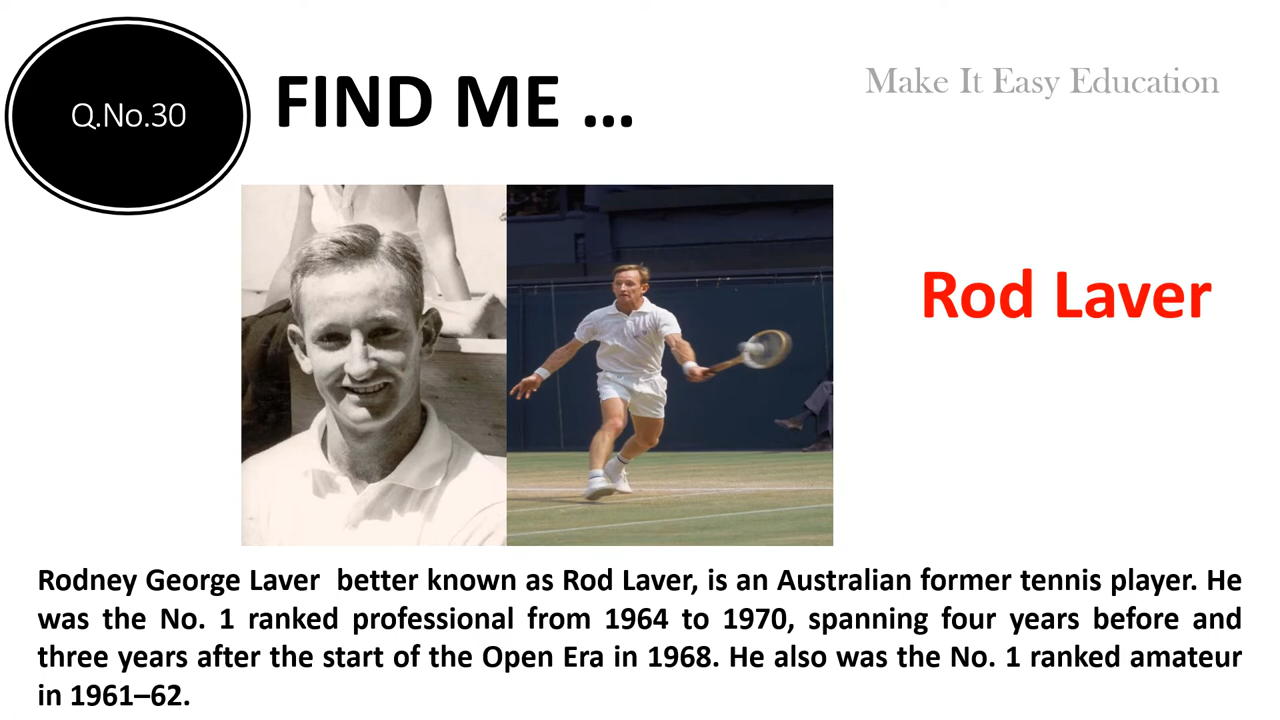 Q.No.30
FIND ME ...
Make It Easy Education
Rod Laver
Rodney George Laver  better known as Rod Laver, is an Australian former tennis player. He
was the No. 1 ranked professional from 1964 to 1970, spanning four years before and
three years after the start of the Open Era in 1968. He also was the No. 1 ranked amateur
in 1961–62.